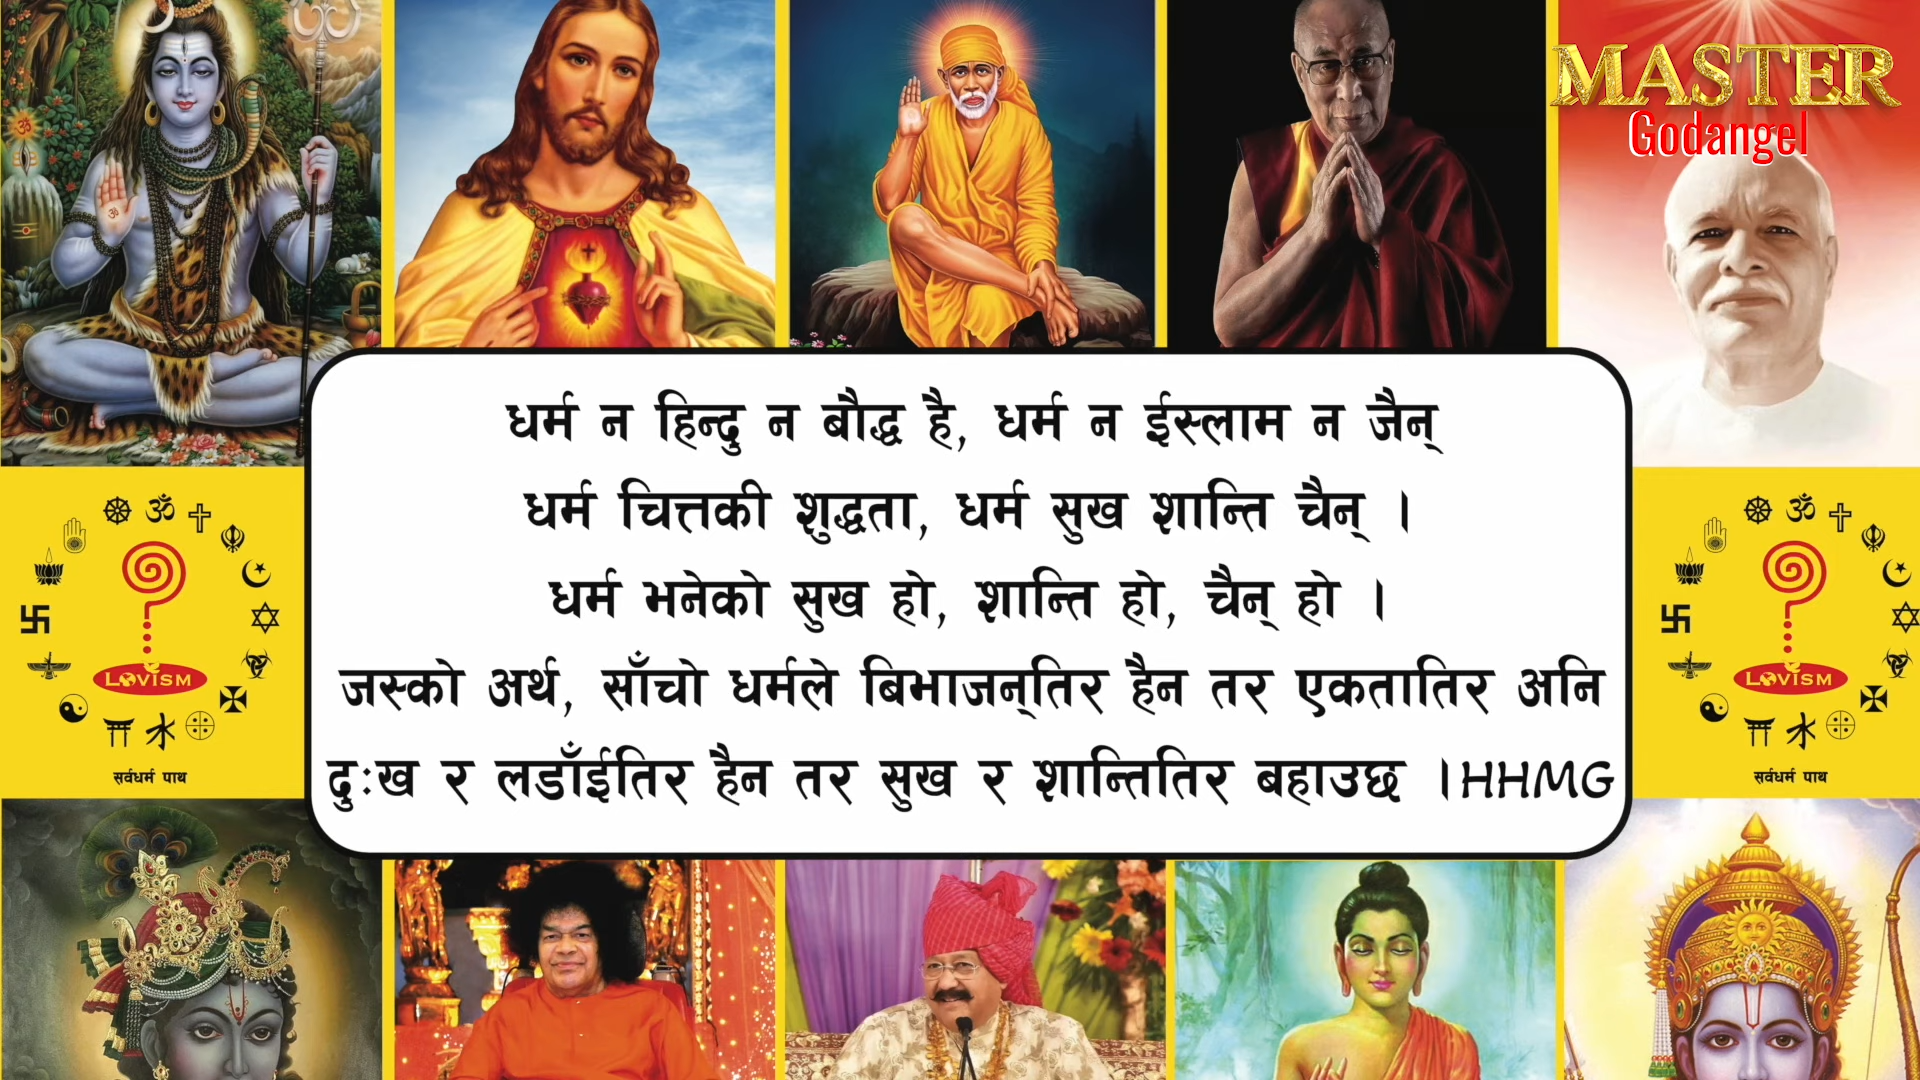 MASTER
Godangel
धर्म न हिन्दु न बौद्ध है, धर्म न ईस्लाम न जैन्
धर्म चित्तकी शुद्धता, धर्म सुख शान्ति चैन् ।
धर्म भनेको सुख हो, शान्ति हो, चैन् हो ।
जस्को अर्थ, साँचो धर्मले बिभाजन्‌तिर हैन तर एकतातिर अनि
दुःख र लडाँईतिर हैन तर सुख र शान्तितिर बहाउछ ।HHMG
LOVISM
सर्वधर्म पाथ
LOVISM
सर्वधर्म पाथ